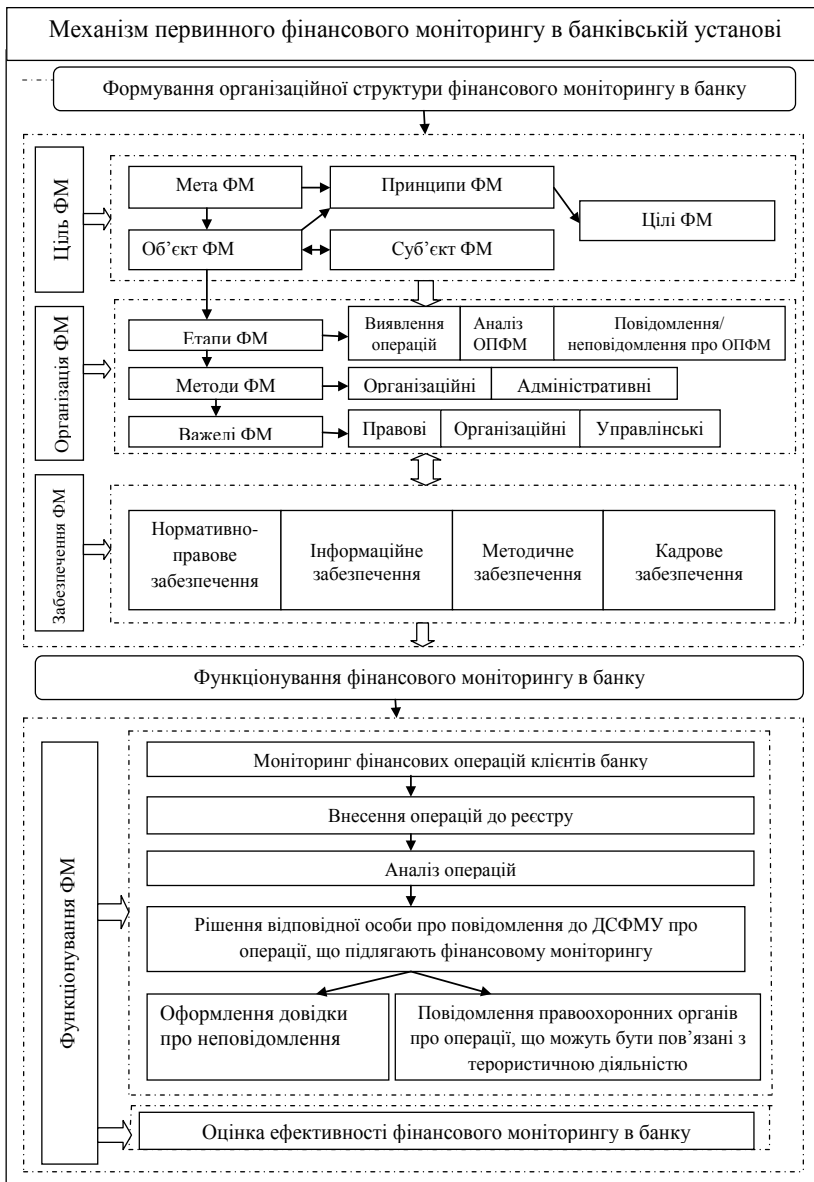 Механізм первинного фінансового моніторингу в банківській установі
Формування організаційної структури фінансового моніторингу в банку
Ціль ФМ
Мета ФМ
Принципи ФМ
Цілі ФМ
Об’єкт ФМ
Суб’єкт ФМ
Організація ФМ
Етапи ФМ
Виявлення
операцій
Аналіз
ОПФМ
Повідомлення/
неповідомлення про ОПФМ
Методи ФМ
Організаційні
Адміністративні
Важелі ФМ
Правові
Організаційні
Управлінські
Забезпечення ФМ
Нормативно-
правове
забезпечення
Інформаційне
забезпечення
Методичне
забезпечення
Кадрове
забезпечення
Функціонування фінансового моніторингу в банку
Функціонування ФМ
Моніторинг фінансових операцій клієнтів банку
Внесення операцій до реєстру
Аналіз операцій
Рішення відповідної особи про повідомлення до ДСФМУ про
операції, що підлягають фінансовому моніторингу
Оформлення довідки
про неповідомлення
Повідомлення правоохоронних органів
про операції, що можуть бути пов’язані з
терористичною діяльністю
Оцінка ефективності фінансового моніторингу в банку